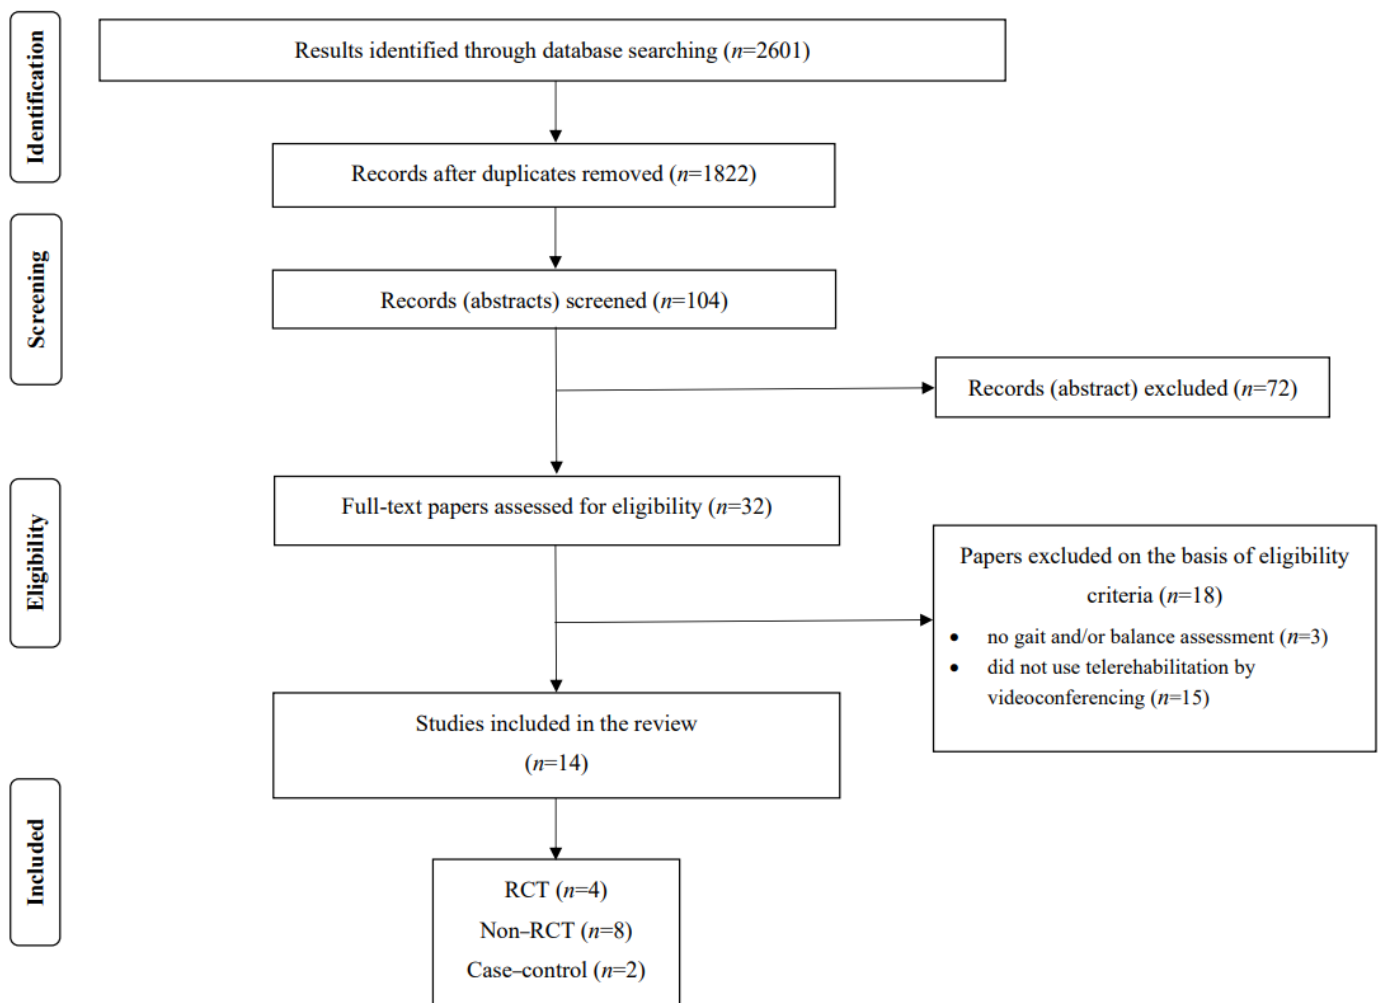 Identification
Results identified through database searching (n=2601)
Records after duplicates removed (n=1822)
Screening
Records (abstracts) screened (n=104)
Records (abstract) excluded (n=72)
Eligibility
Full-text papers assessed for eligibility (n=32)
Papers excluded on the basis of eligibility
criteria (n=18)
• no gait and/or balance assessment (n=3)
• did not use telerehabilitation by
videoconferencing (n=15)
Studies included in the review
(n=14)
Included
RCT (n=4)
Non–RCT (n=8)
Case–control (n=2)